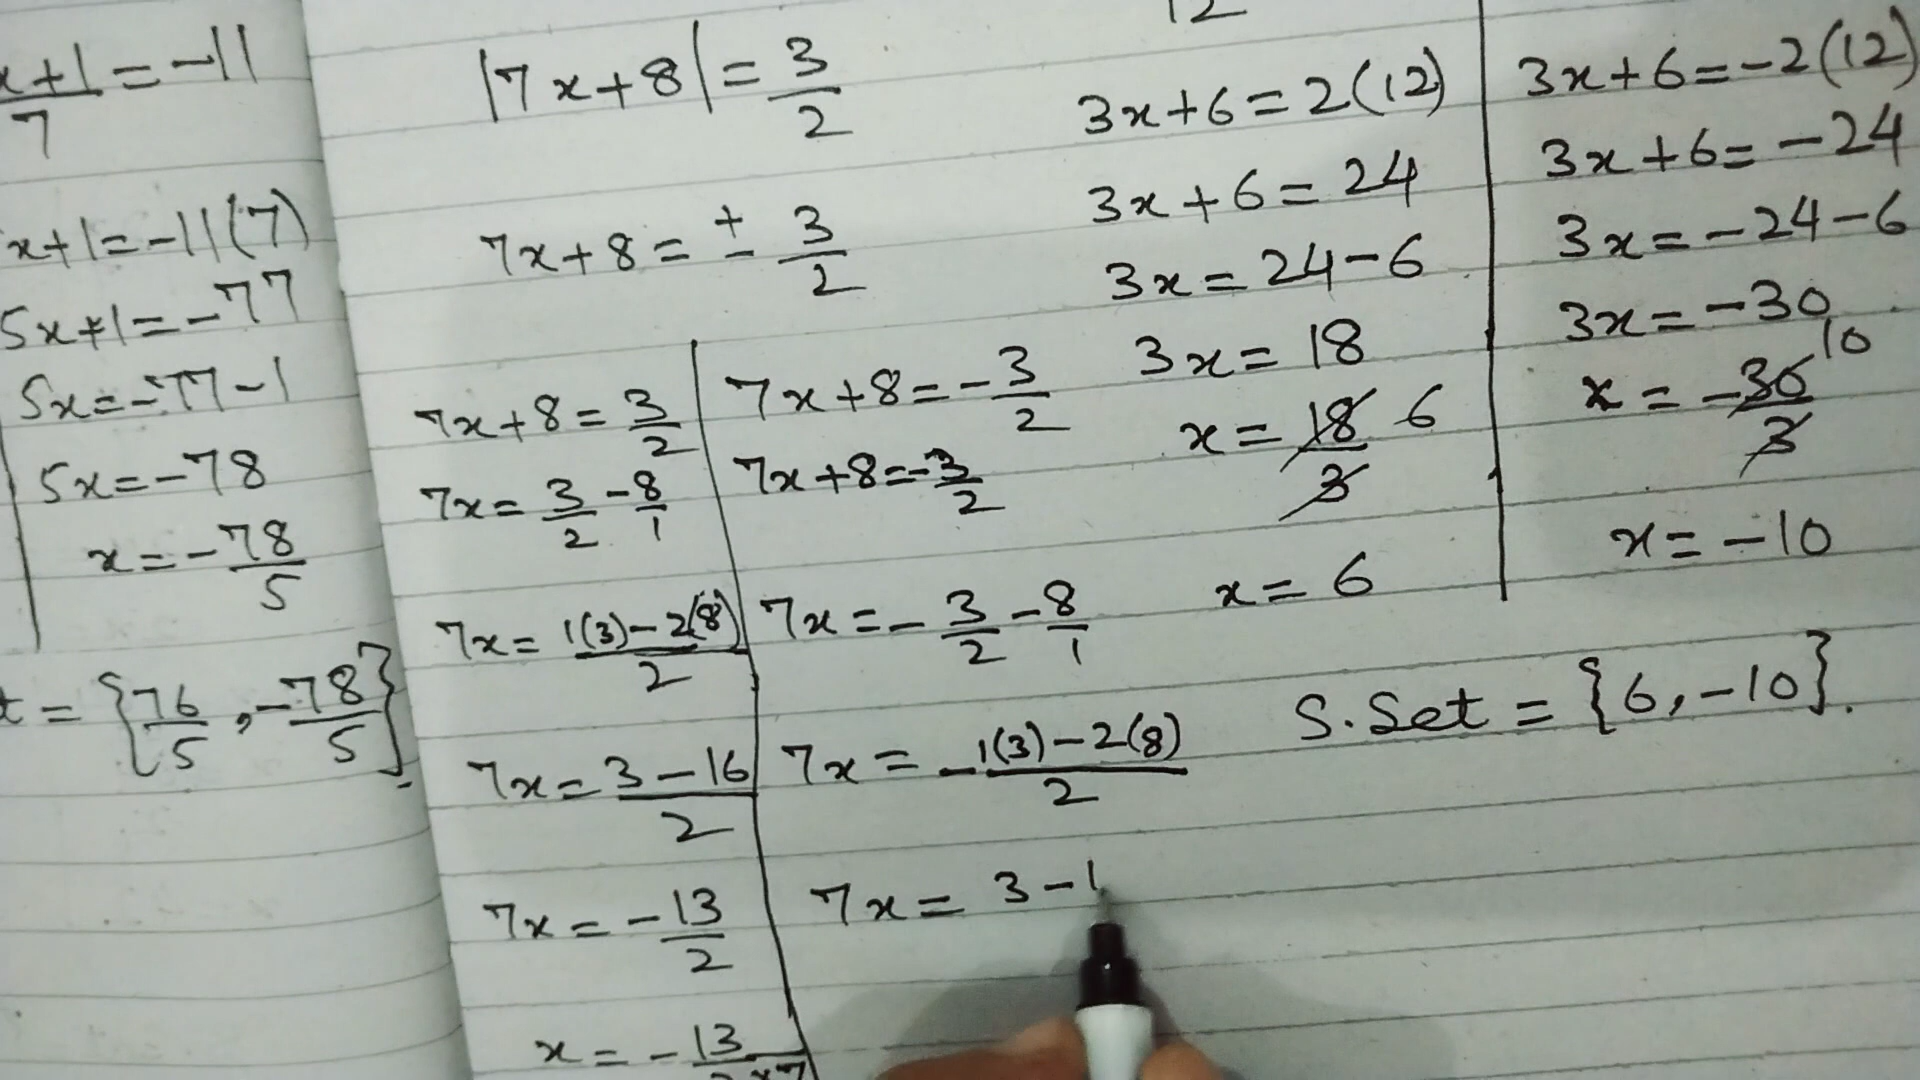 x+1/7 = -11
x+1 = -11(7)
5x+1 = -77
5x = -77-1
5x = -78
x = -78/5
t = {76/5, -78/5}.
|7x+8| = 3/2
7x+8 = ± 3/2
7x+8 = 3/2
7x = 3/2 - 8/1
7x = 1(3)-2(8)/2
7x = 3-16/2
7x = -13/2
x = -13/2×7
7x+8 = -3/2
7x+8 = -3/2
7x = -3/2 - 8/1
7x = -1(3)-2(8)/2
7x = 3-1
12
3x+6 = 2(12)
3x+6 = 24
3x = 24-6
3x = 18
x = 18/3 6
x = 6
3x+6 = -2(12)
3x+6 = -24
3x = -24-6
3x = -30
x = -30/3 10
x = -10
S.Set = {6, -10}.